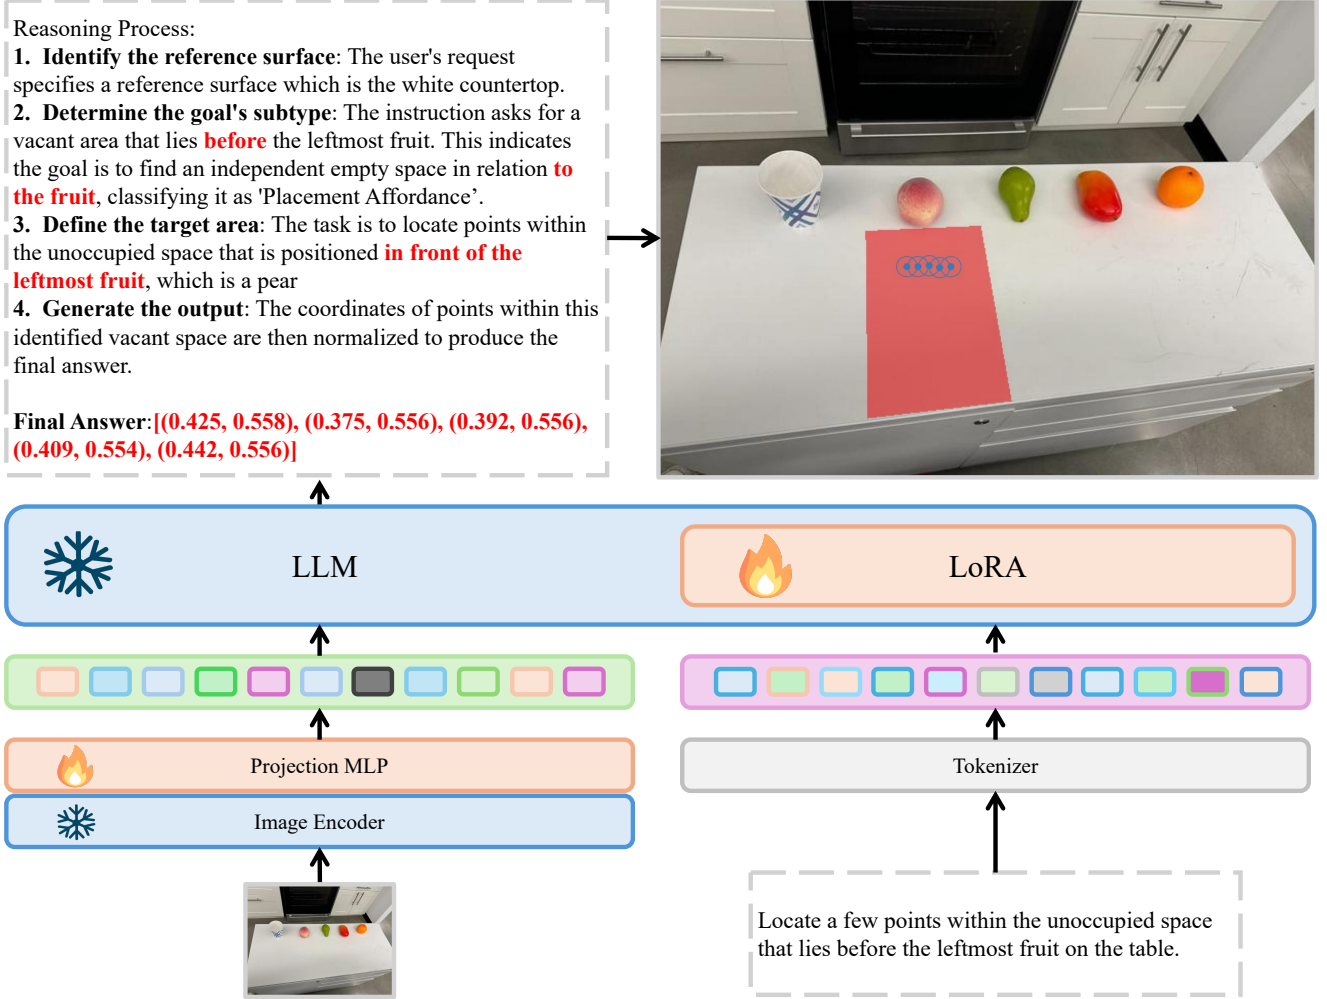 Reasoning Process:
1. Identify the reference surface: The user's request
specifies a reference surface which is the white countertop.
2. Determine the goal's subtype: The instruction asks for a
vacant area that lies before the leftmost fruit. This indicates
the goal is to find an independent empty space in relation to
the fruit, classifying it as 'Placement Affordance’.
3. Define the target area: The task is to locate points within
the unoccupied space that is positioned in front of the
leftmost fruit, which is a pear
4. Generate the output: The coordinates of points within this
identified vacant space are then normalized to produce the
final answer.
Final Answer:[(0.425, 0.558), (0.375, 0.556), (0.392, 0.556),
(0.409, 0.554), (0.442, 0.556)]
LLM
LoRA
Projection MLP
Tokenizer
Image Encoder
Locate a few points within the unoccupied space
that lies before the leftmost fruit on the table.